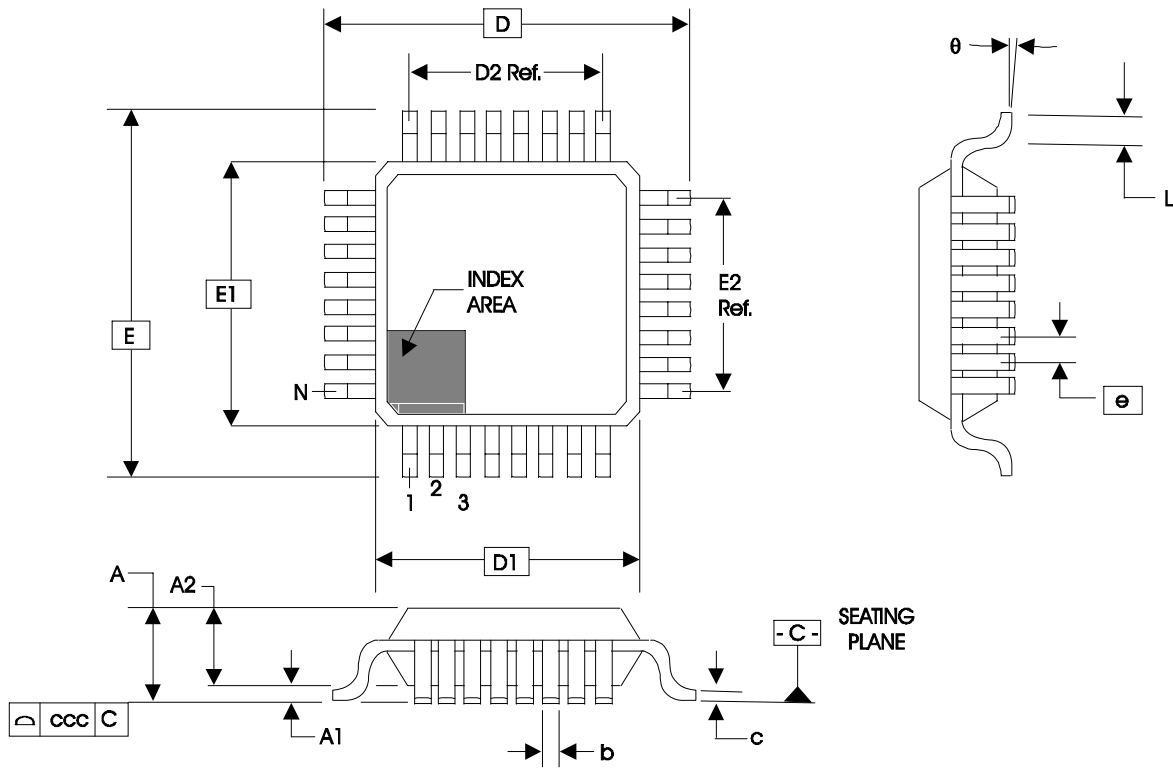 D
D2 Ref.
θ
L
E1
E
INDEX
AREA
E2
Ref.
N
e
1
2
3
D1
A
A2
- C -
SEATING
PLANE
ccc C
A1
b
c